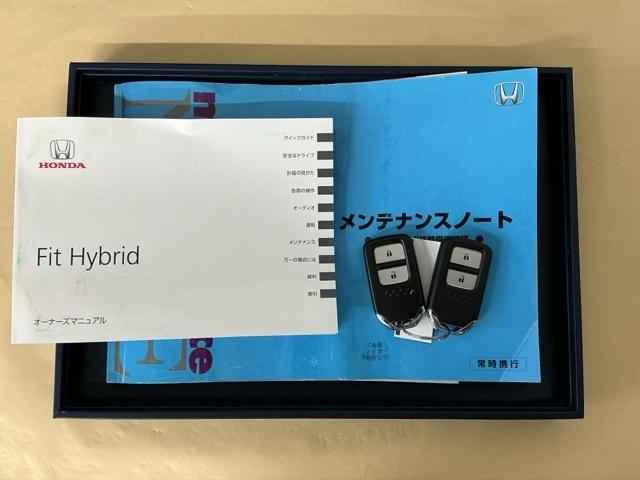 HONDA
Fit Hybrid
オーナーズマニュアル
クイックガイド
安全なドライブ
計器の見かた
各部の操作
オーディオ
運転
メンテナンス
万一の場合には
資料
索引
メンテナンスノート
常時携行